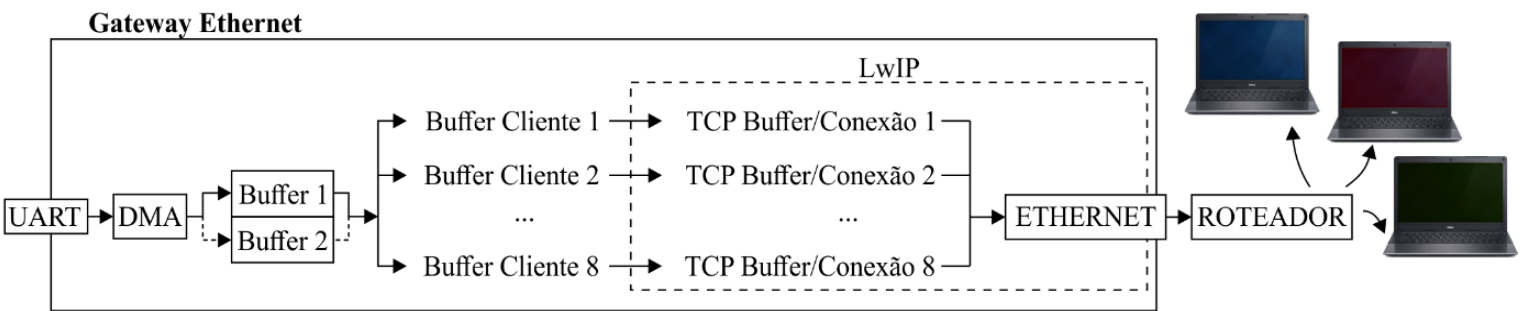 Gateway Ethernet
LwIP
Buffer Cliente 1
TCP Buffer/Conexão 1
Buffer Cliente 2
TCP Buffer/Conexão 2
UART
DMA
Buffer 1
Buffer 2
...
...
ETHERNET
ROTEADOR
Buffer Cliente 8
TCP Buffer/Conexão 8